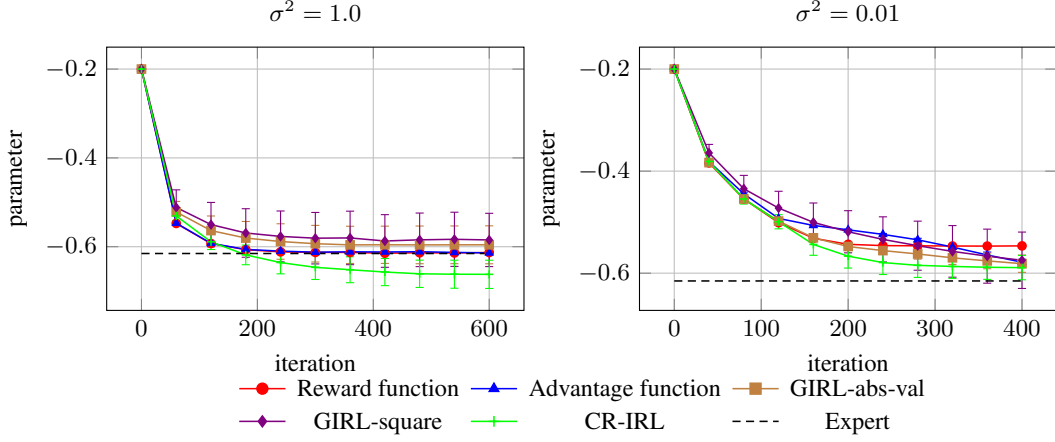 σ² = 1.0
σ² = 0.01
−0.2
−0.4
−0.6
parameter
0
200
400
600
iteration
−0.2
−0.4
−0.6
parameter
0
100
200
300
400
iteration
Reward function
Advantage function
GIRL-abs-val
GIRL-square
CR-IRL
Expert